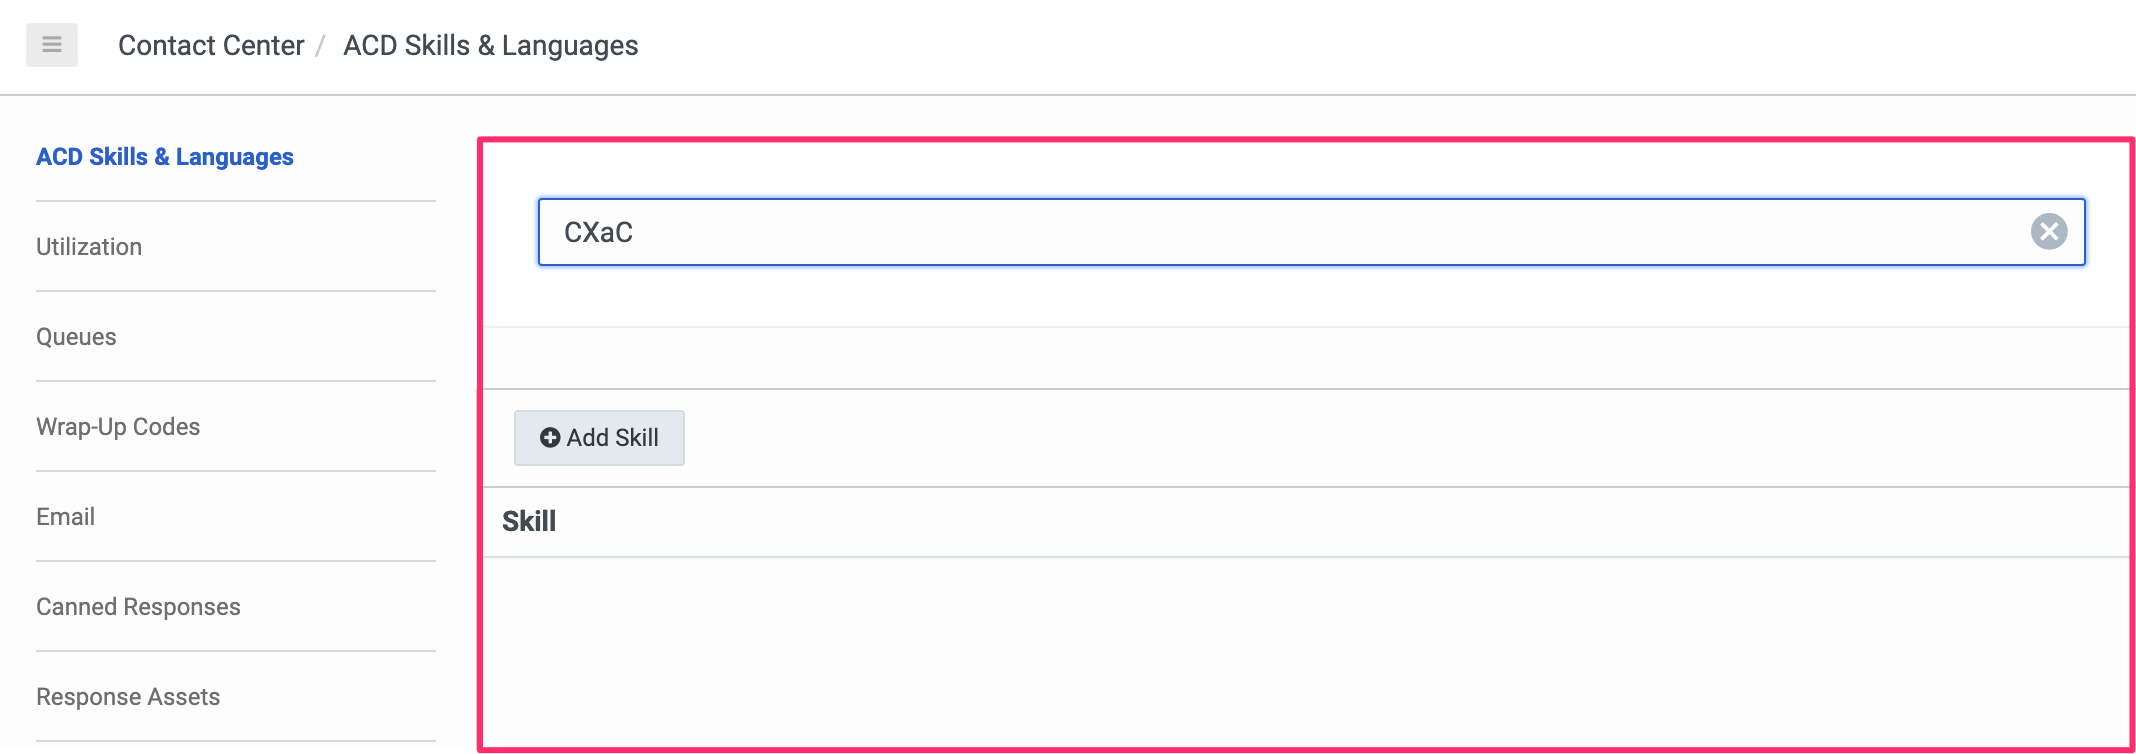 Contact Center / ACD Skills & Languages
ACD Skills & Languages
Utilization
Queues
Wrap-Up Codes
Email
Canned Responses
Response Assets
CXaC
Add Skill
Skill